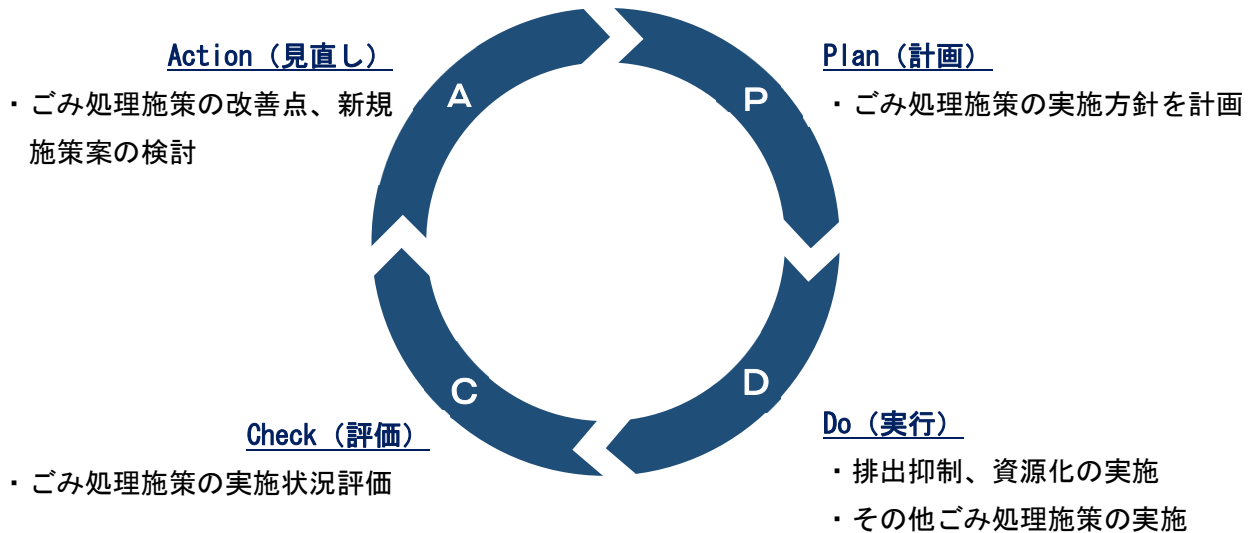 Action（見直し）
・ごみ処理施策の改善点、新規
施策案の検討
A
P
Plan（計画）
・ごみ処理施策の実施方針を計画
Check（評価）
・ごみ処理施策の実施状況評価
C
D
Do（実行）
・排出抑制、資源化の実施
・その他ごみ処理施策の実施